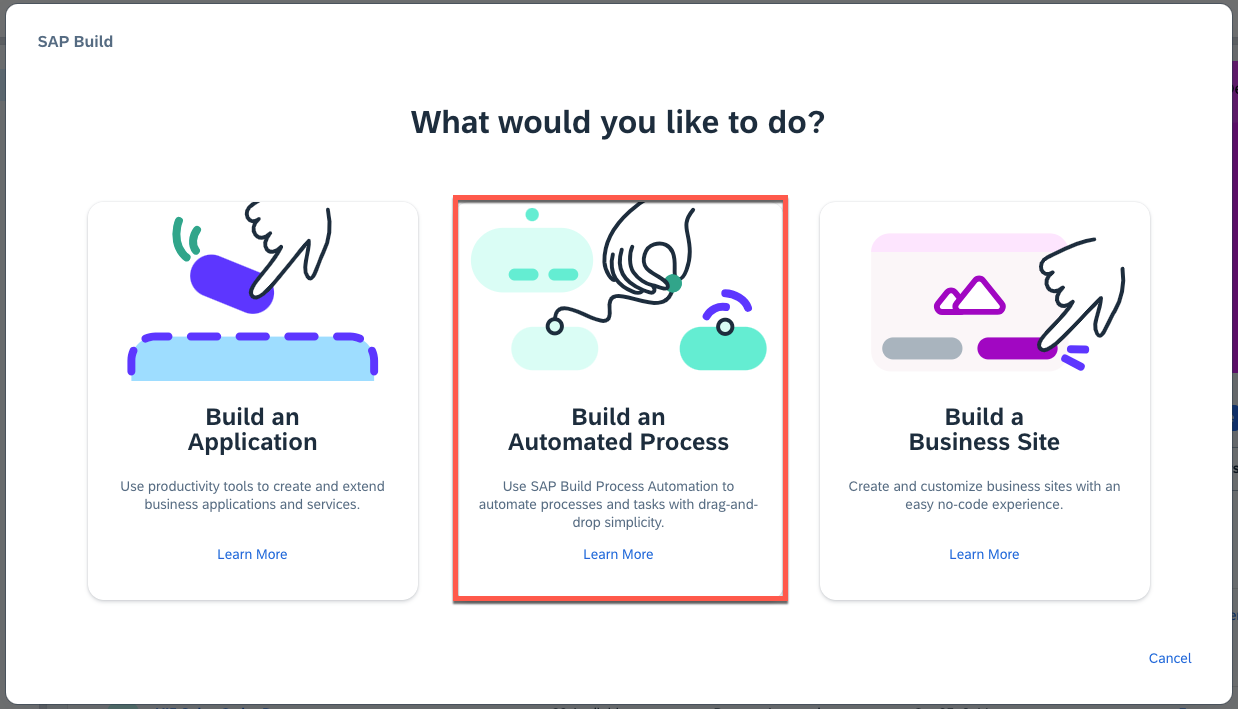 SAP Build
What would you like to do?
Build an
Application
Use productivity tools to create and extend
business applications and services.
Learn More
Build an
Automated Process
Use SAP Build Process Automation to
automate processes and tasks with drag-and-
drop simplicity.
Learn More
Build a
Business Site
Create and customize business sites with an
easy no-code experience.
Learn More
Cancel